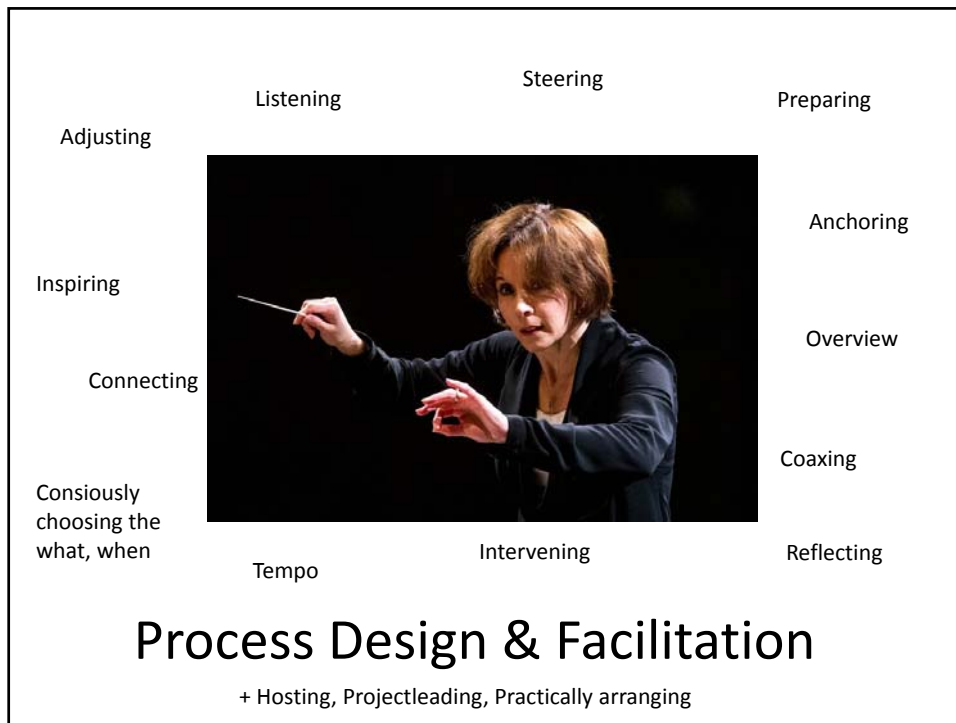 Steering
Listening
Preparing
Adjusting
Anchoring
Inspiring
Overview
Connecting
Coaxing
Consiously
choosing the
what, when
Intervening
Reflecting
Tempo
Process Design & Facilitation
+ Hosting, Projectleading, Practically arranging